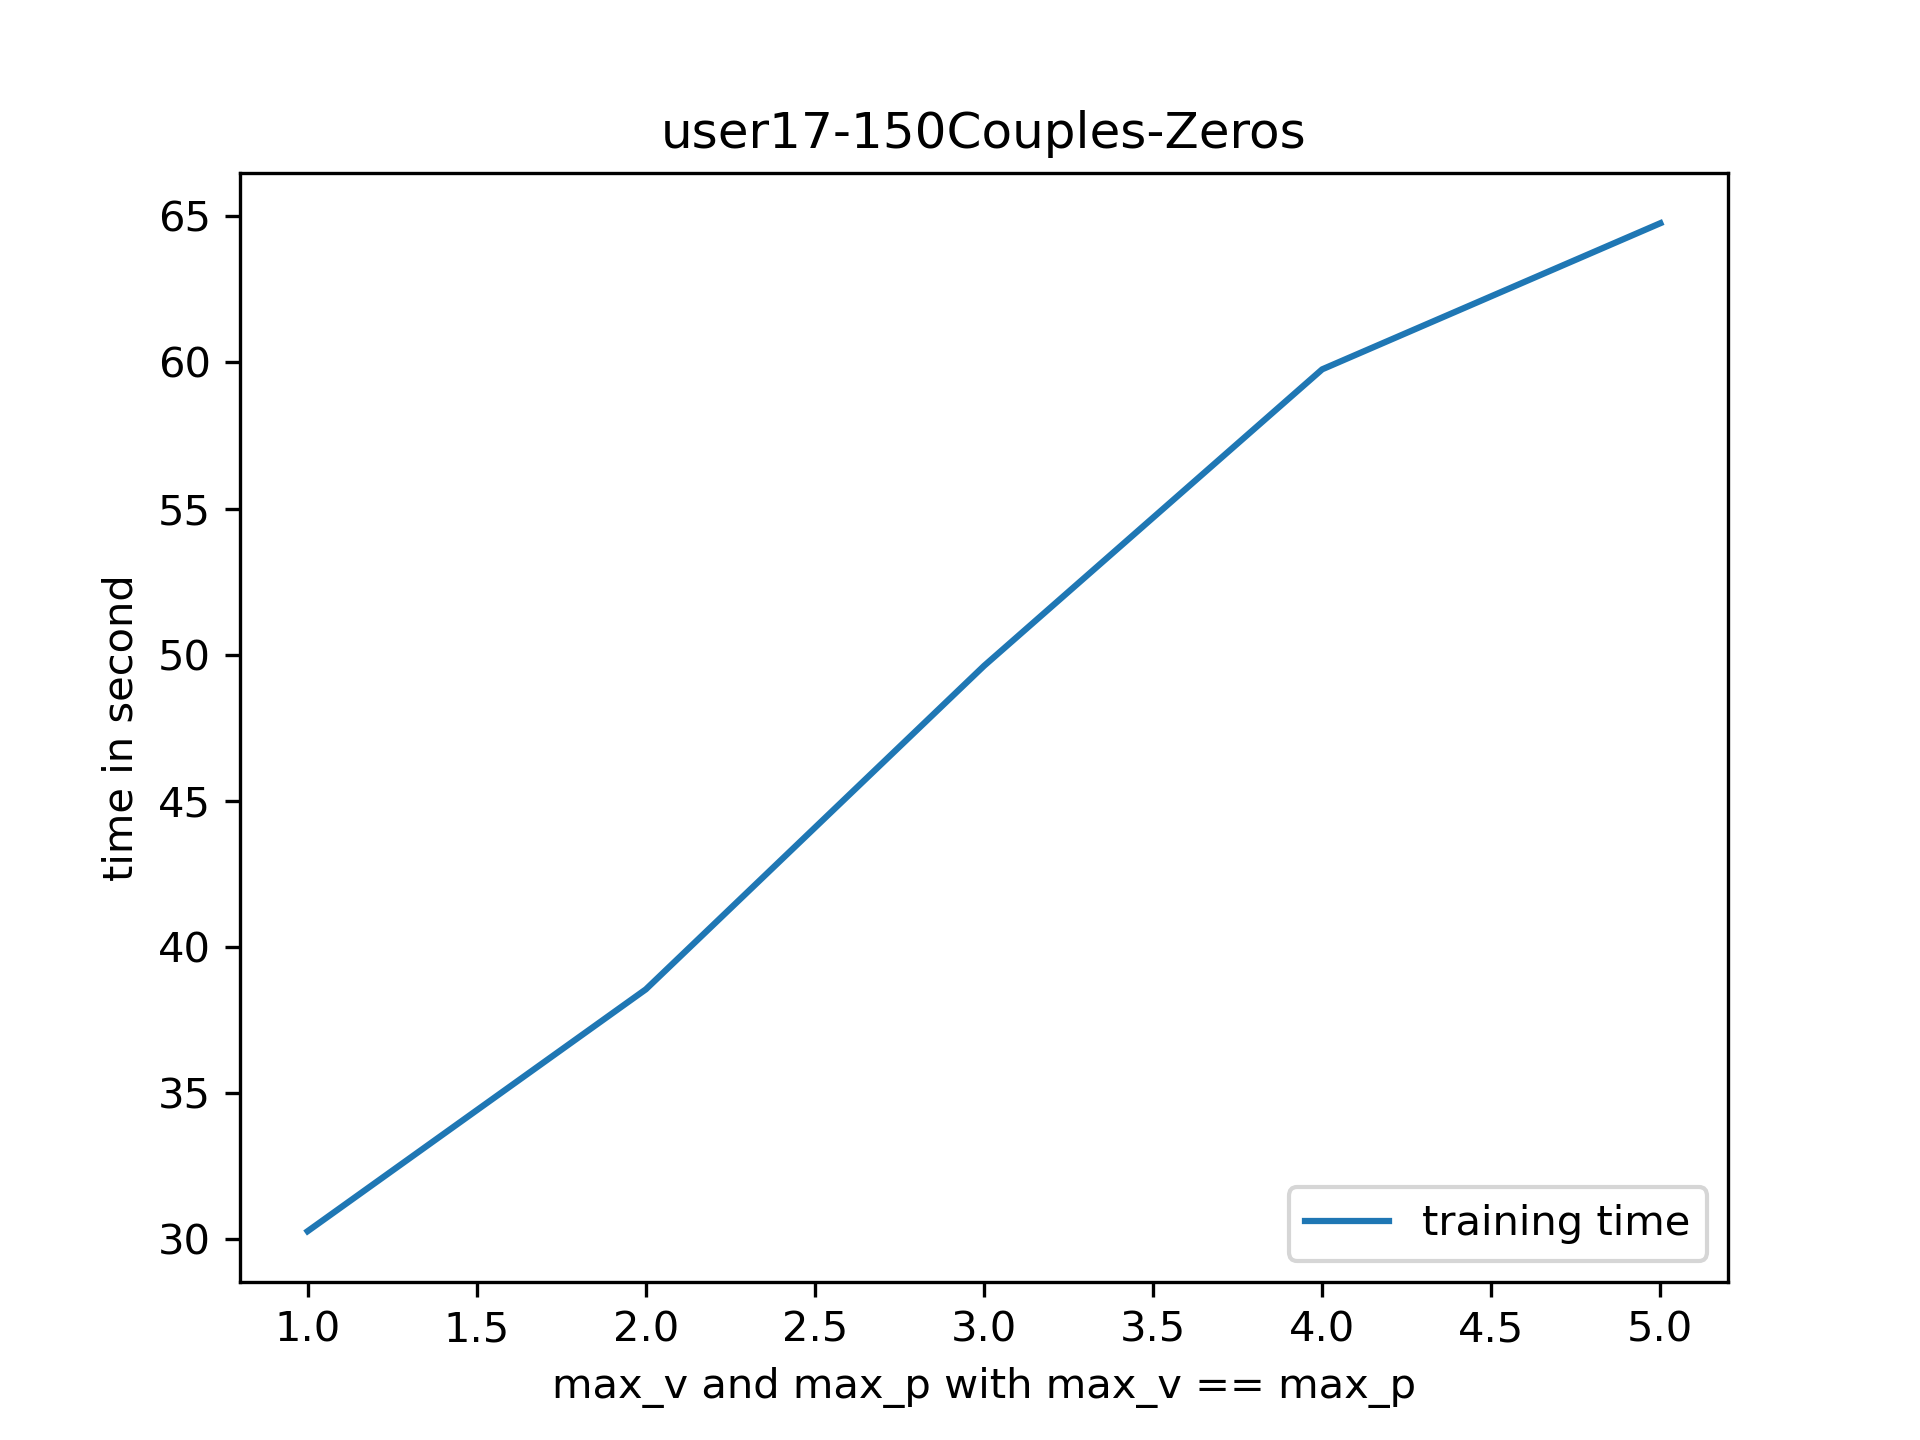 user17-150Couples-Zeros
65
60
55
50
45
40
35
30
time in second
training time
1.0 1.5 2.0 2.5 3.0 3.5 4.0 4.5 5.0
max_v and max_p with max_v == max_p